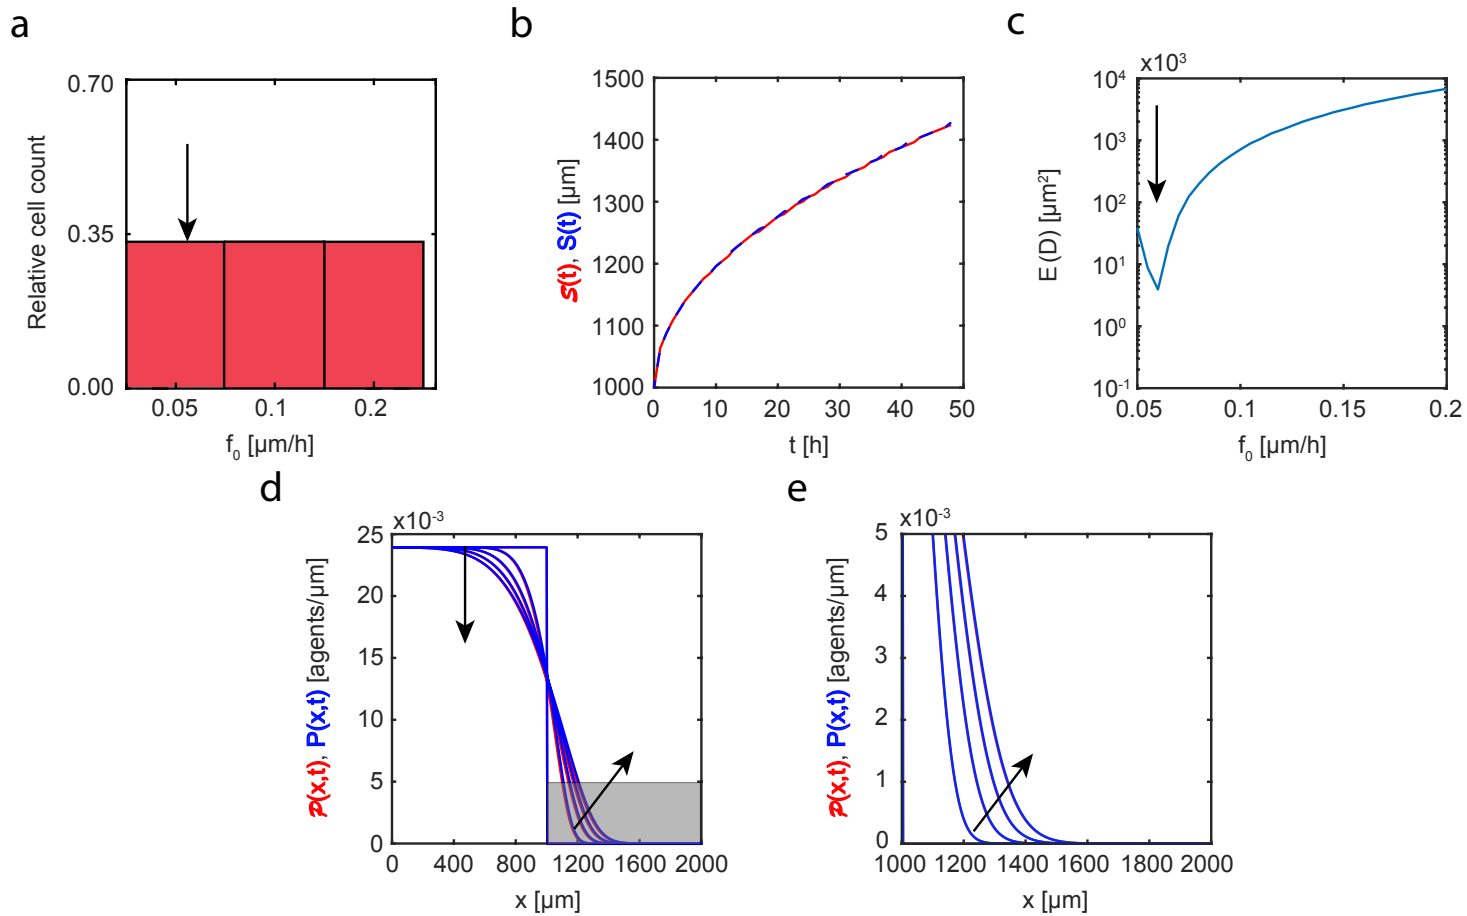 a
0.70
0.35
0.00
Relative cell count
0.05 0.1 0.2
f₀ [µm/h]
b
1500
1400
1300
1200
1100
1000
𝓢(t), S(t) [µm]
0 10 20 30 40 50
t [h]
c
x10³
10⁴
10³
10²
10¹
10⁰
10⁻¹
E (D) [µm²]
0.05 0.1 0.15 0.2
f₀ [µm/h]
d
x10⁻³
25
20
15
10
5
0
𝓟(x,t), P(x,t) [agents/µm]
0 400 800 1200 1600 2000
x [µm]
e
x10⁻³
5
4
3
2
1
0
𝓟(x,t), P(x,t) [agents/µm]
1000 1200 1400 1600 1800 2000
x [µm]